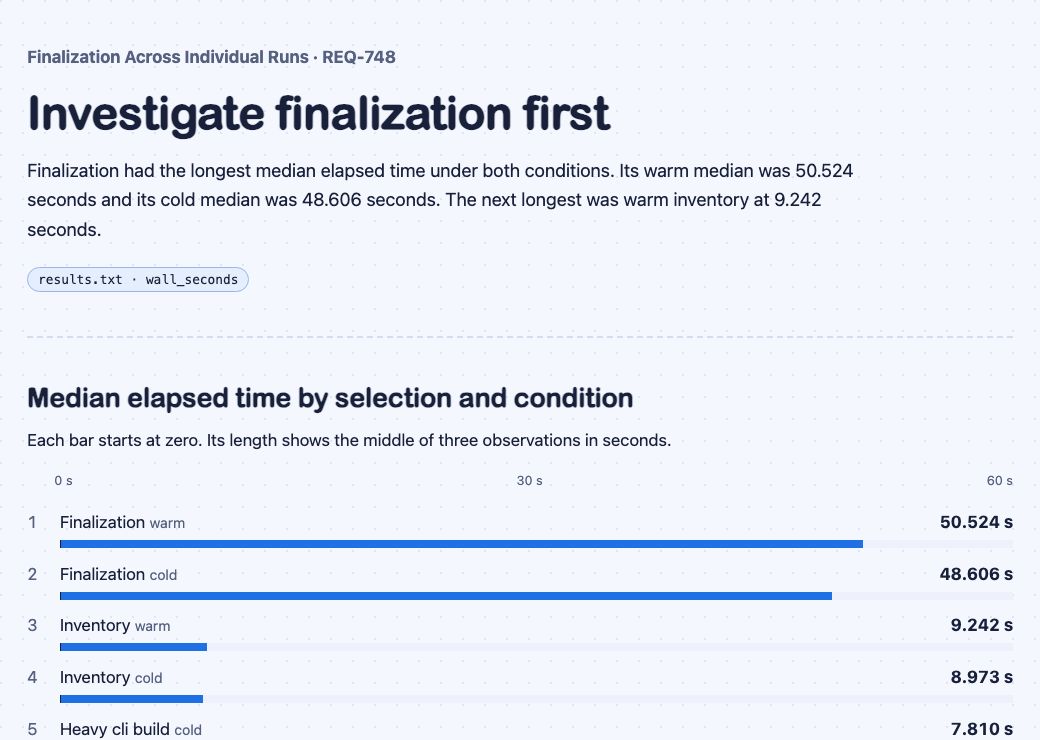 Finalization Across Individual Runs · REQ-748
Investigate finalization first
Finalization had the longest median elapsed time under both conditions. Its warm median was 50.524
seconds and its cold median was 48.606 seconds. The next longest was warm inventory at 9.242
seconds.
results.txt · wall_seconds
Median elapsed time by selection and condition
Each bar starts at zero. Its length shows the middle of three observations in seconds.
0 s 30 s 60 s
1 Finalization warm 50.524 s
2 Finalization cold 48.606 s
3 Inventory warm 9.242 s
4 Inventory cold 8.973 s
5 Heavy cli build cold 7.810 s